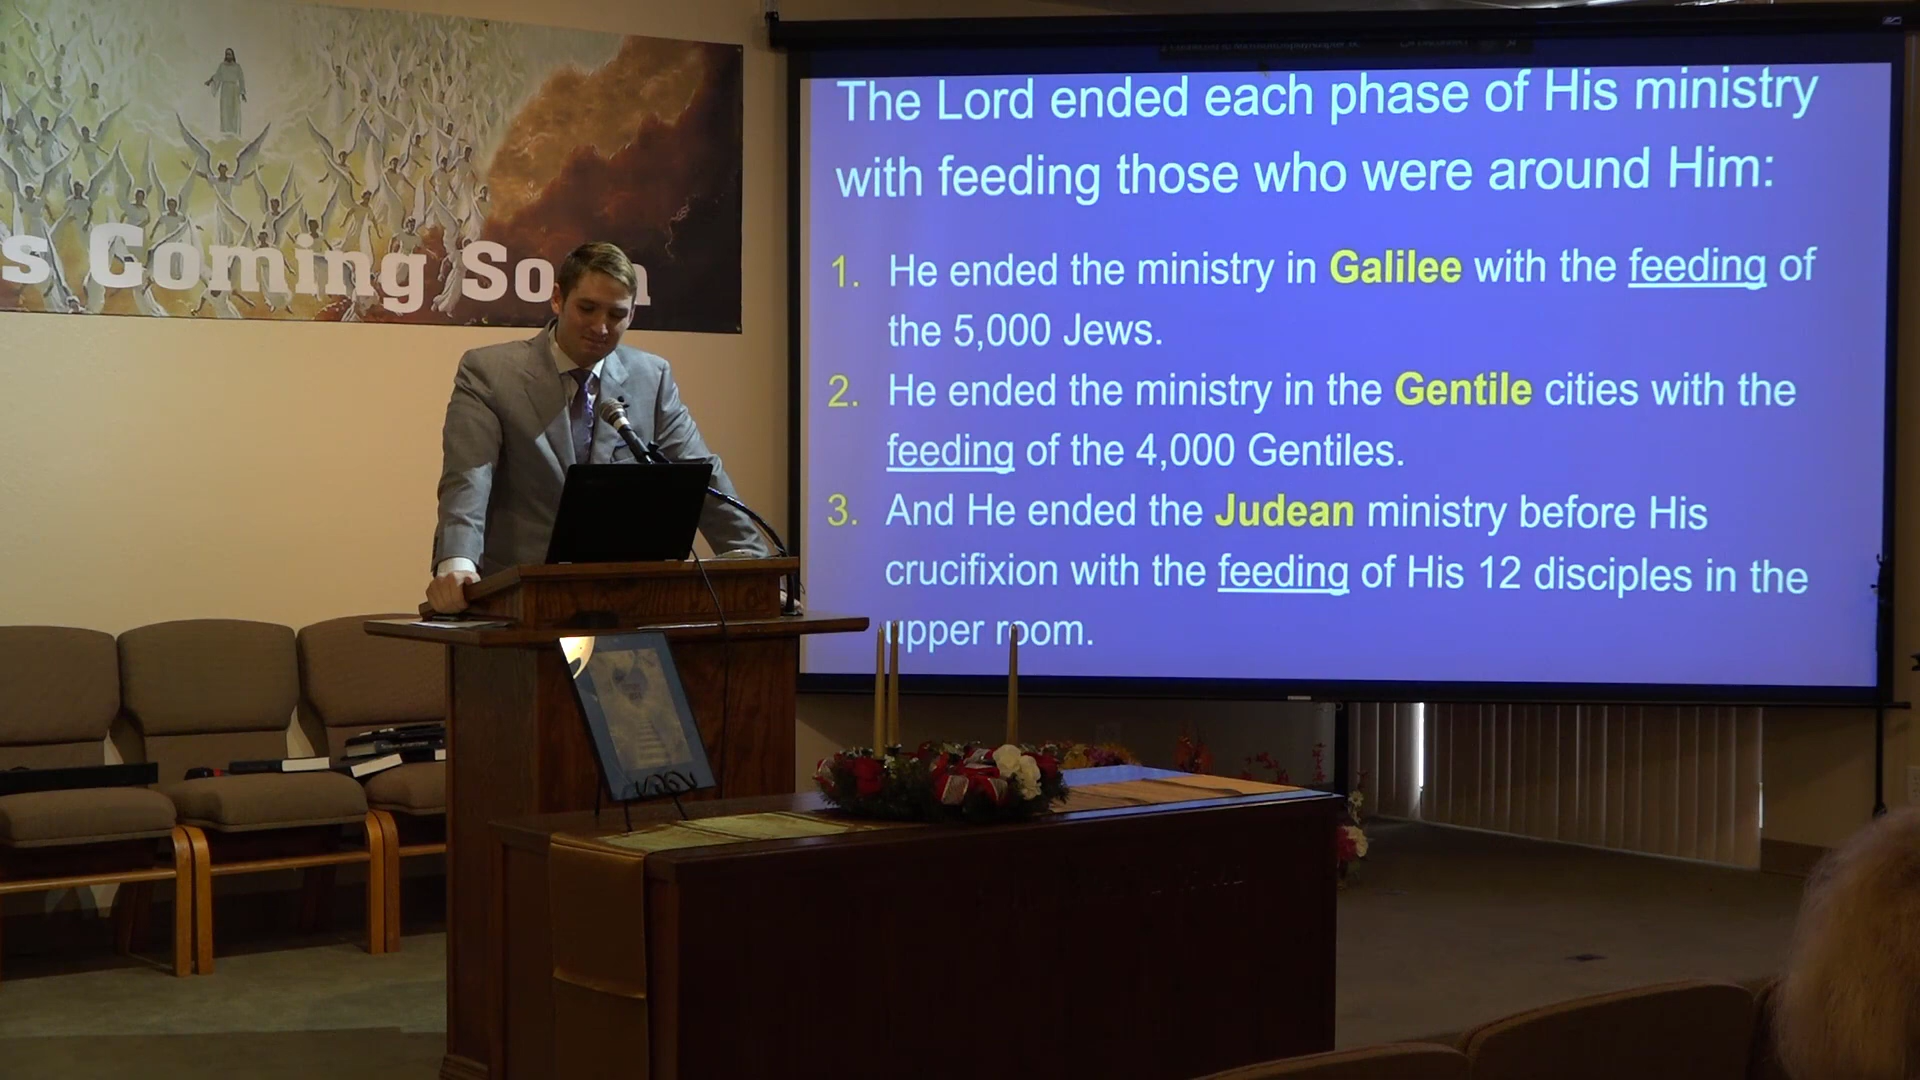 s Coming Soon
The Lord ended each phase of His ministry
with feeding those who were around Him:
1. He ended the ministry in Galilee with the feeding of
the 5,000 Jews.
2. He ended the ministry in the Gentile cities with the
feeding of the 4,000 Gentiles.
3. And He ended the Judean ministry before His
crucifixion with the feeding of His 12 disciples in the
upper room.